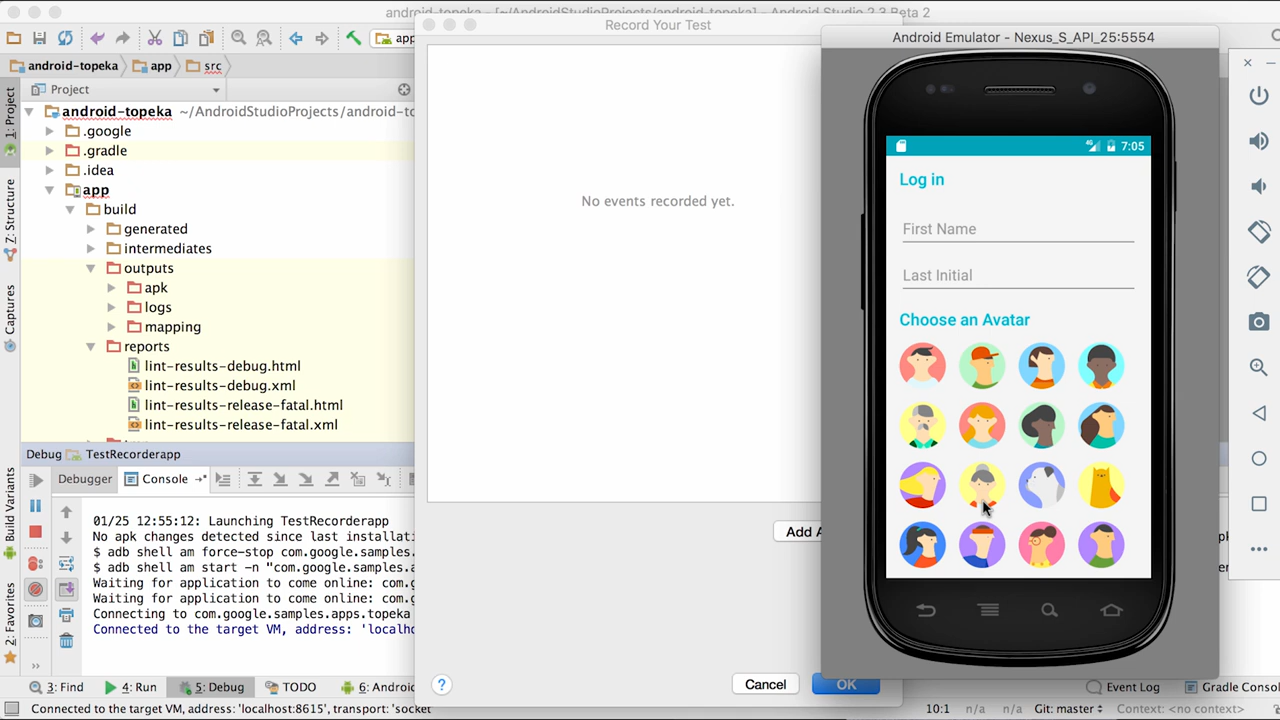 android-topeka - [~/AndroidStudioProjects/android-topeka] - Android Studio 2.3 Beta 2
Record Your Test
Android Emulator - Nexus_S_API_25:5554
app
android-topeka
app
src
Project
1: Project
Z: Structure
Captures
Build Variants
2: Favorites
android-topeka ~/AndroidStudioProjects/android-to
.google
.gradle
.idea
app
build
generated
intermediates
outputs
apk
logs
mapping
reports
lint-results-debug.html
lint-results-debug.xml
lint-results-release-fatal.html
lint-results-release-fatal.xml
No events recorded yet.
Add A
?
Cancel
OK
7:05
Log in
First Name
Last Initial
Choose an Avatar
Debug TestRecorderapp
Debugger
Console
01/25 12:55:12: Launching TestRecorderapp
No apk changes detected since last installati
$ adb shell am force-stop com.google.samples.
$ adb shell am start -n "com.google.samples.a
Waiting for application to come online: com.g
Waiting for application to come online: com.g
Connecting to com.google.samples.apps.topeka
Connected to the target VM, address: 'localho
3: Find
4: Run
5: Debug
TODO
6: Androi
Event Log
Gradle Conso
Connected to the target VM, address: 'localhost:8615', transport: 'socket
10:1
n/a
n/a
Git: master
Context: <no context>